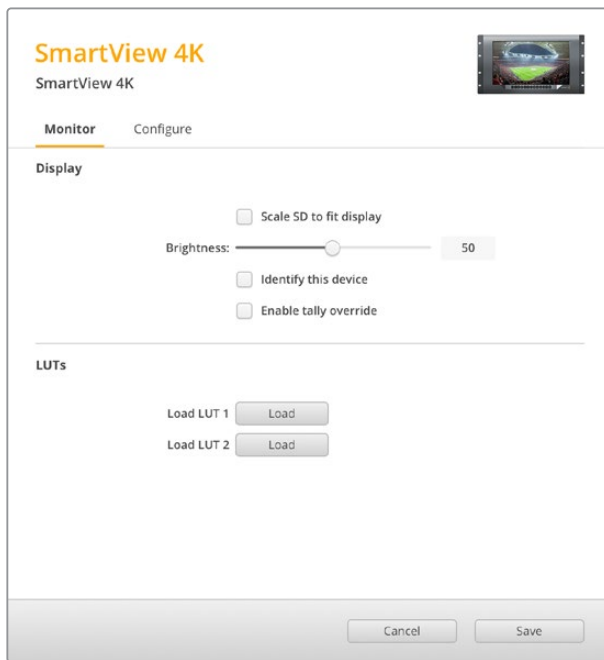 SmartView 4K
SmartView 4K
Monitor Configure
Display
Scale SD to fit display
Brightness: 50
Identify this device
Enable tally override
LUTs
Load LUT 1 Load
Load LUT 2 Load
Cancel Save